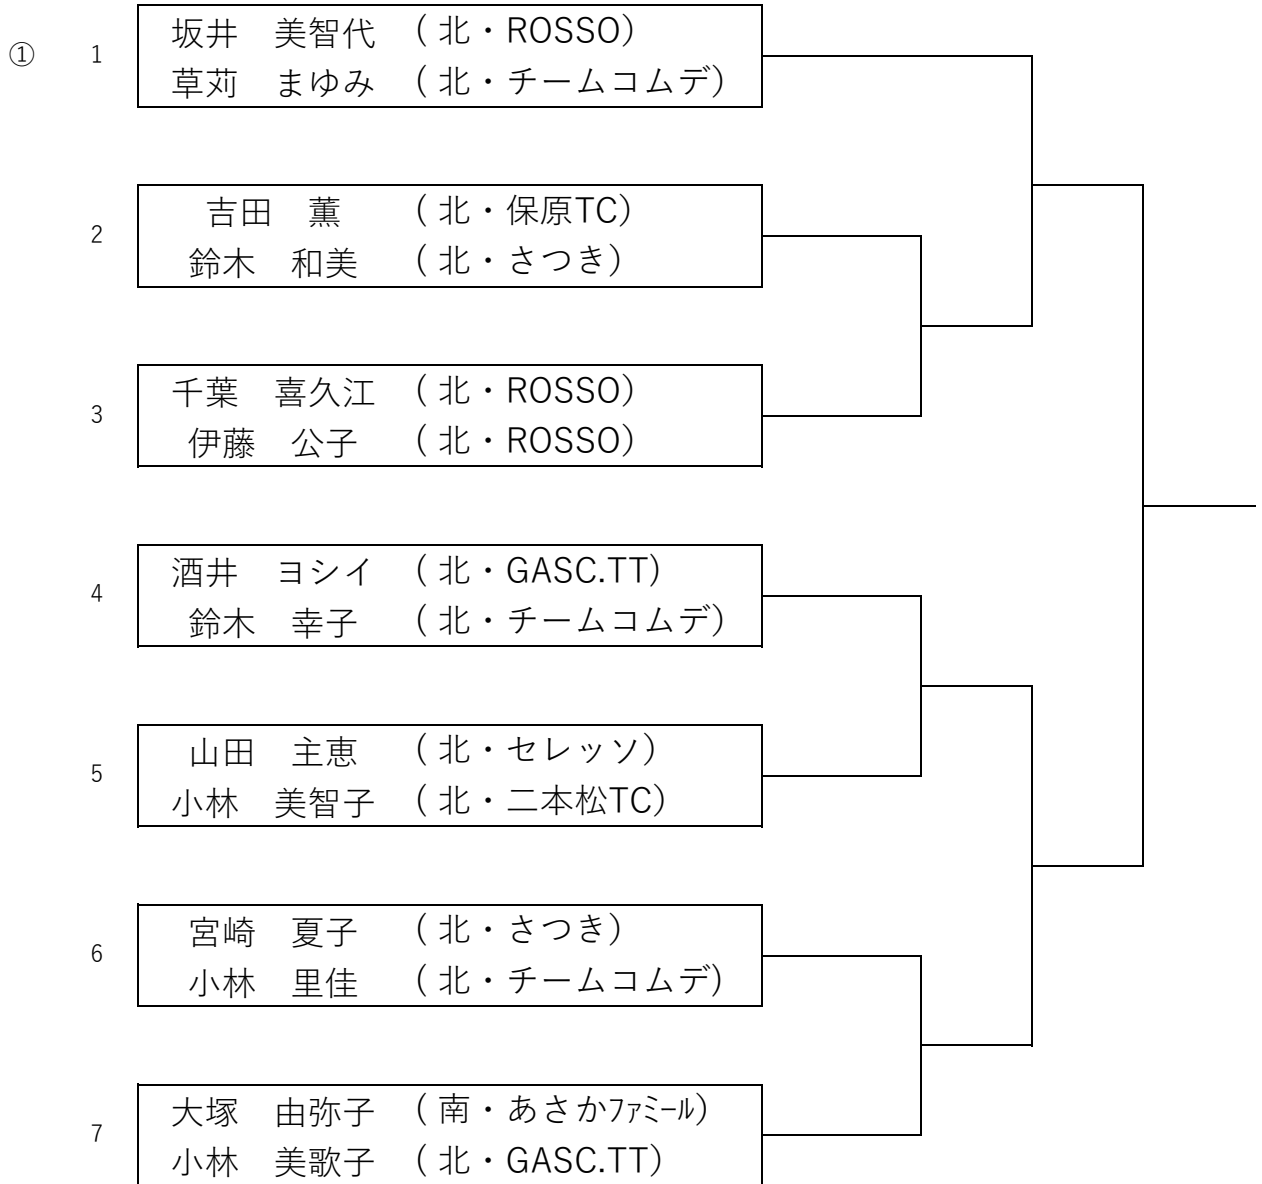 坂井　美智代　( 北・ROSSO)
①　1
草苅　まゆみ　( 北・チームコムデ)
吉田　薫　( 北・保原TC)
2
鈴木　和美　( 北・さつき)
千葉　喜久江　( 北・ROSSO)
3
伊藤　公子　( 北・ROSSO)
酒井　ヨシイ　( 北・GASC.TT)
4
鈴木　幸子　( 北・チームコムデ)
山田　主恵　( 北・セレッソ)
5
小林　美智子　( 北・二本松TC)
宮崎　夏子　( 北・さつき)
6
小林　里佳　( 北・チームコムデ)
大塚　由弥子　( 南・あさかﾌｧﾐｰﾙ)
7
小林　美歌子　( 北・GASC.TT)